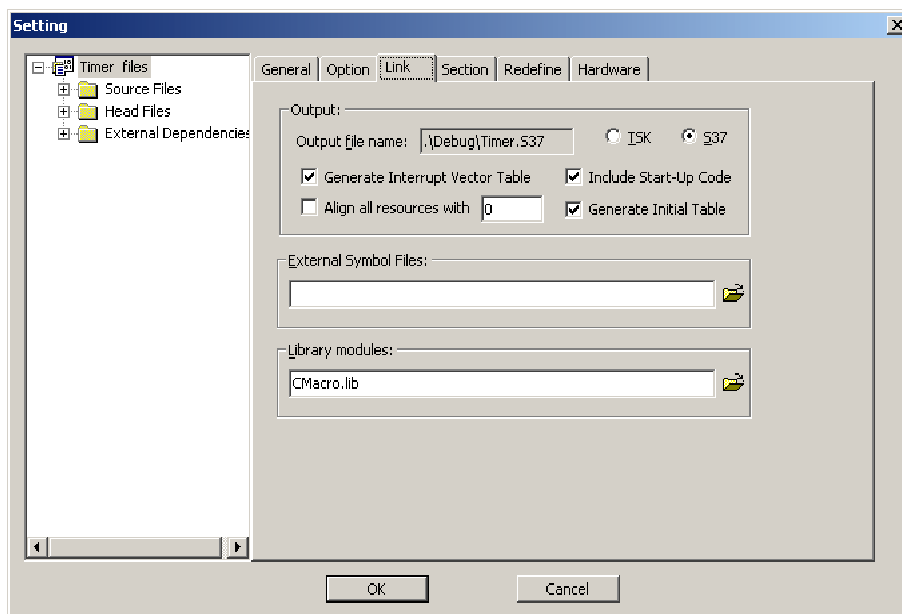 Setting
Timer files
Source Files
Head Files
External Dependencies
General Option Link Section Redefine Hardware
Output:
Output file name: .\Debug\Timer.S37 TSK S37
Generate Interrupt Vector Table Include Start-Up Code
Align all resources with 0 Generate Initial Table
External Symbol Files:
Library modules:
CMacro.lib
OK Cancel